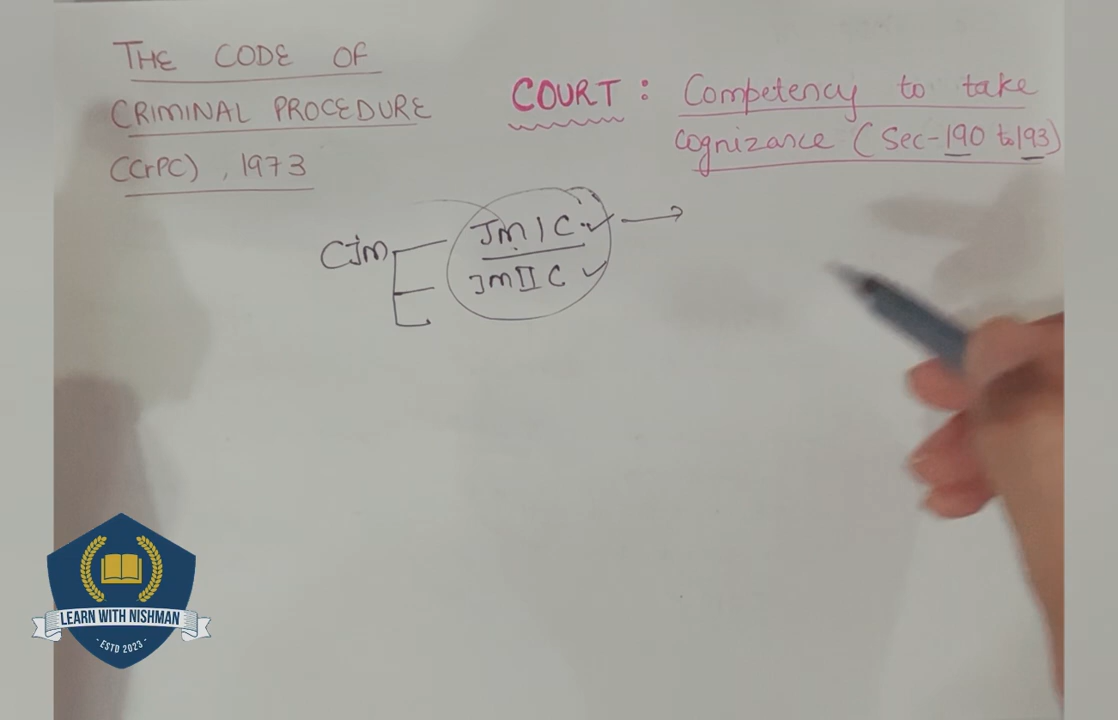 THE CODE OF
CRIMINAL PROCEDURE
(CrPC), 1973
COURT : Competency to take
cognizance (Sec-190 to 193)
CJM
JM I C
JM II C
LEARN WITH NISHMAN
- ESTD 2023 -